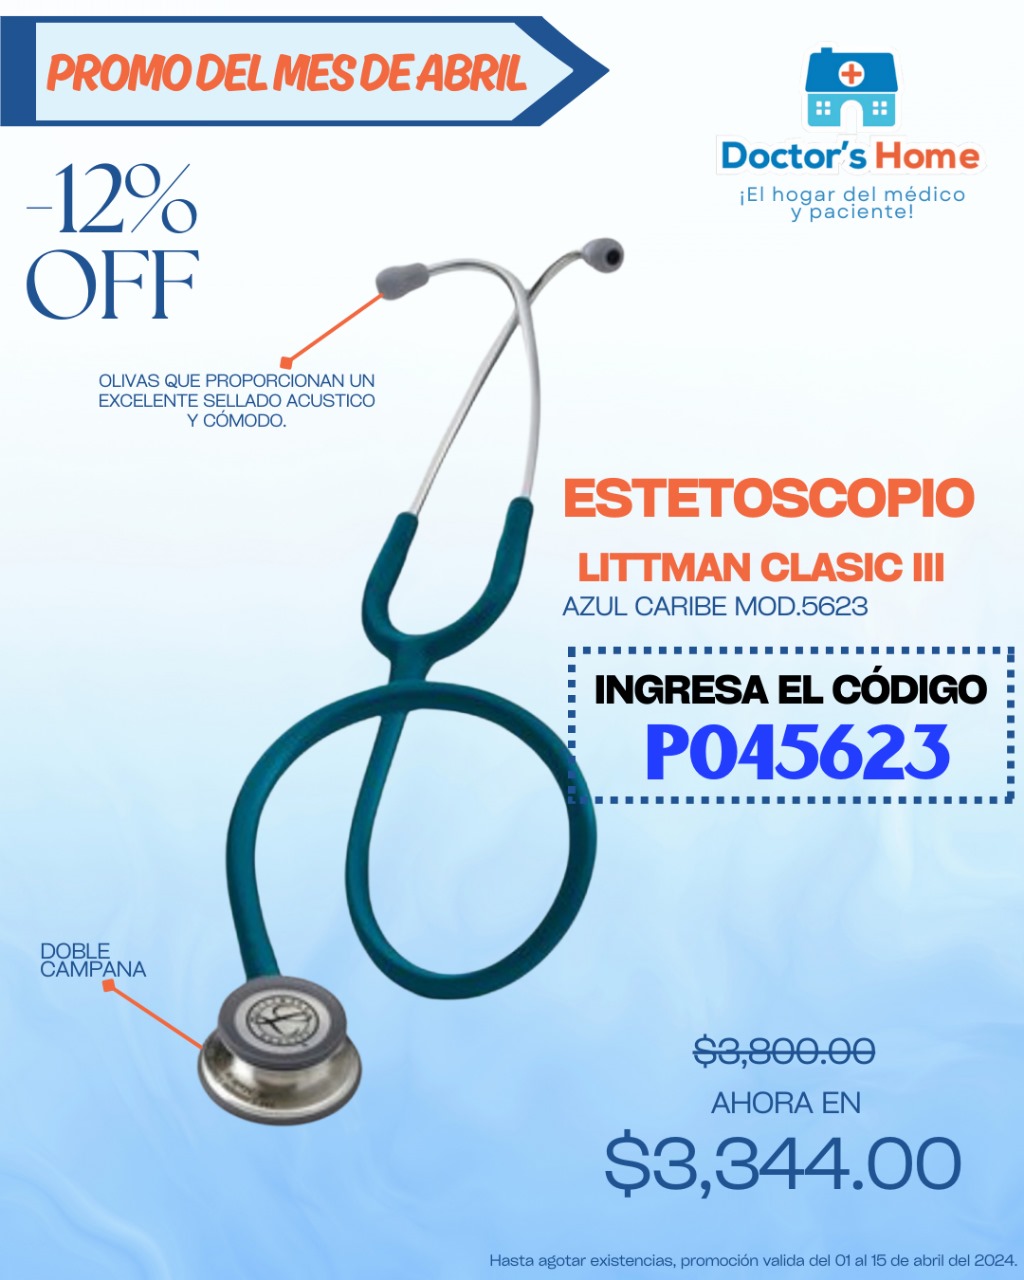 PROMO DEL MES DE ABRIL
Doctor's Home
¡El hogar del médico
y paciente!
-12%
OFF
OLIVAS QUE PROPORCIONAN UN
EXCELENTE SELLADO ACUSTICO
Y CÓMODO.
ESTETOSCOPIO
LITTMAN CLASIC III
AZUL CARIBE MOD.5623
INGRESA EL CÓDIGO
PO45623
DOBLE
CAMPANA
$3,800.00
AHORA EN
$3,344.00
Hasta agotar existencias, promoción valida del 01 al 15 de abril del 2024.